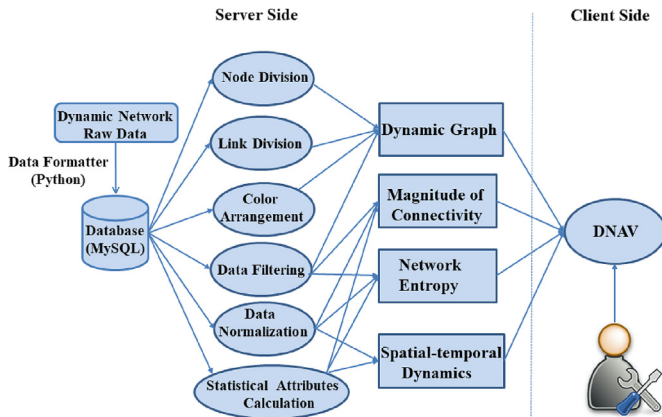 Server Side
Client Side
Node Division
Dynamic Network
Raw Data
Link Division
Dynamic Graph
Data Formatter
(Python)
Color
Arrangement
Magnitude of
Connectivity
Database
(MySQL)
DNAV
Data Filtering
Network
Entropy
Data
Normalization
Spatial-temporal
Dynamics
Statistical Attributes
Calculation